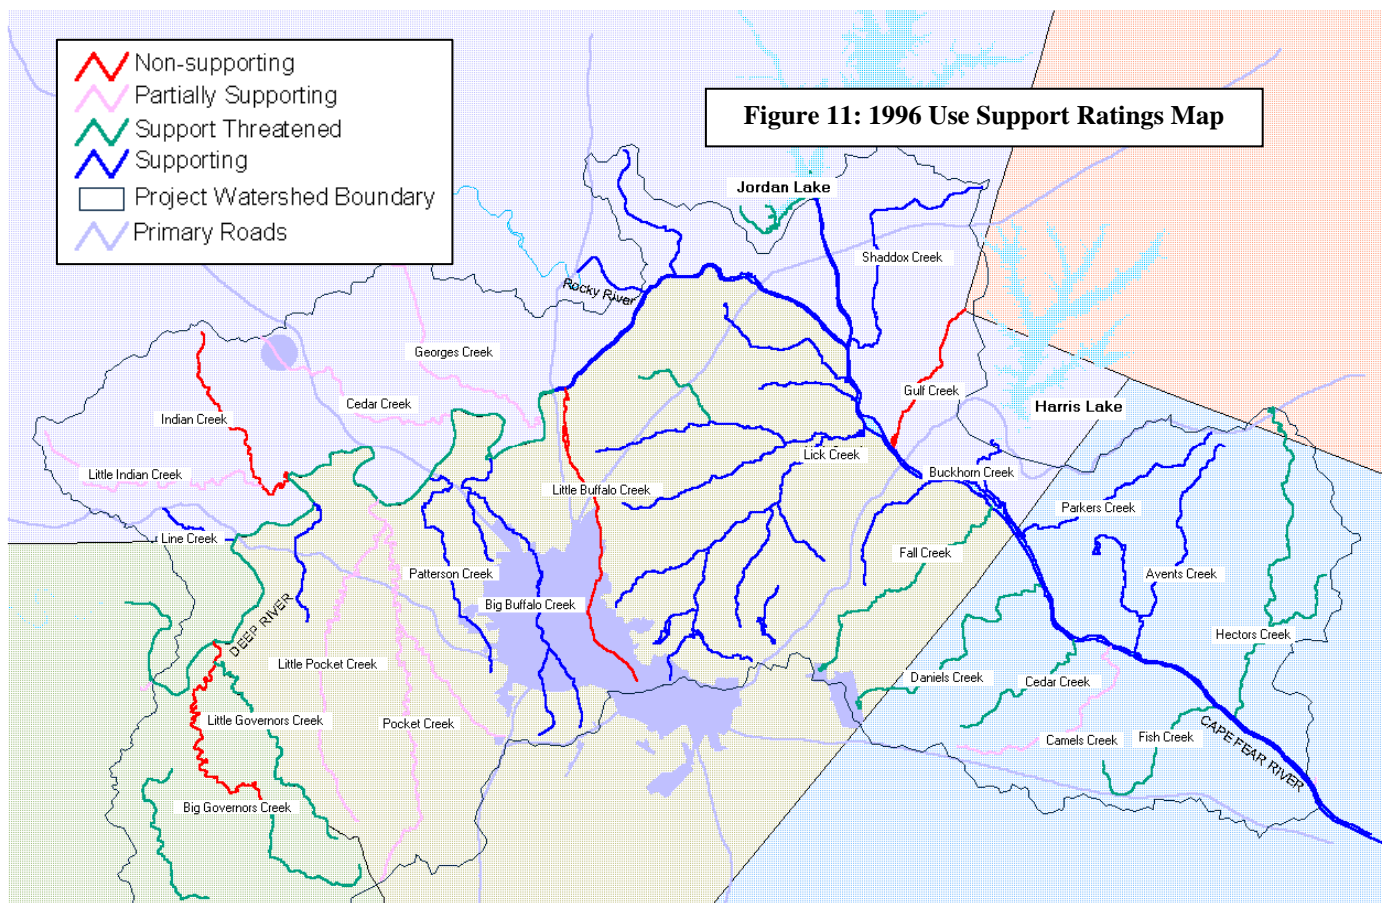 Non-supporting
Partially Supporting
Support Threatened
Supporting
Project Watershed Boundary
Primary Roads
Figure 11: 1996 Use Support Ratings Map
Jordan Lake
Shaddox Creek
Rocky River
Georges Creek
Gulf Creek
Cedar Creek
Harris Lake
Indian Creek
Lick Creek
Little Indian Creek
Buckhorn Creek
Little Buffalo Creek
Parkers Creek
Line Creek
Fall Creek
Patterson Creek
Avents Creek
Big Buffalo Creek
DEEP RIVER
Hectors Creek
Little Pocket Creek
Daniels Creek
Cedar Creek
Little Governors Creek
Pocket Creek
Camels Creek
Fish Creek
CAPE FEAR RIVER
Big Governors Creek